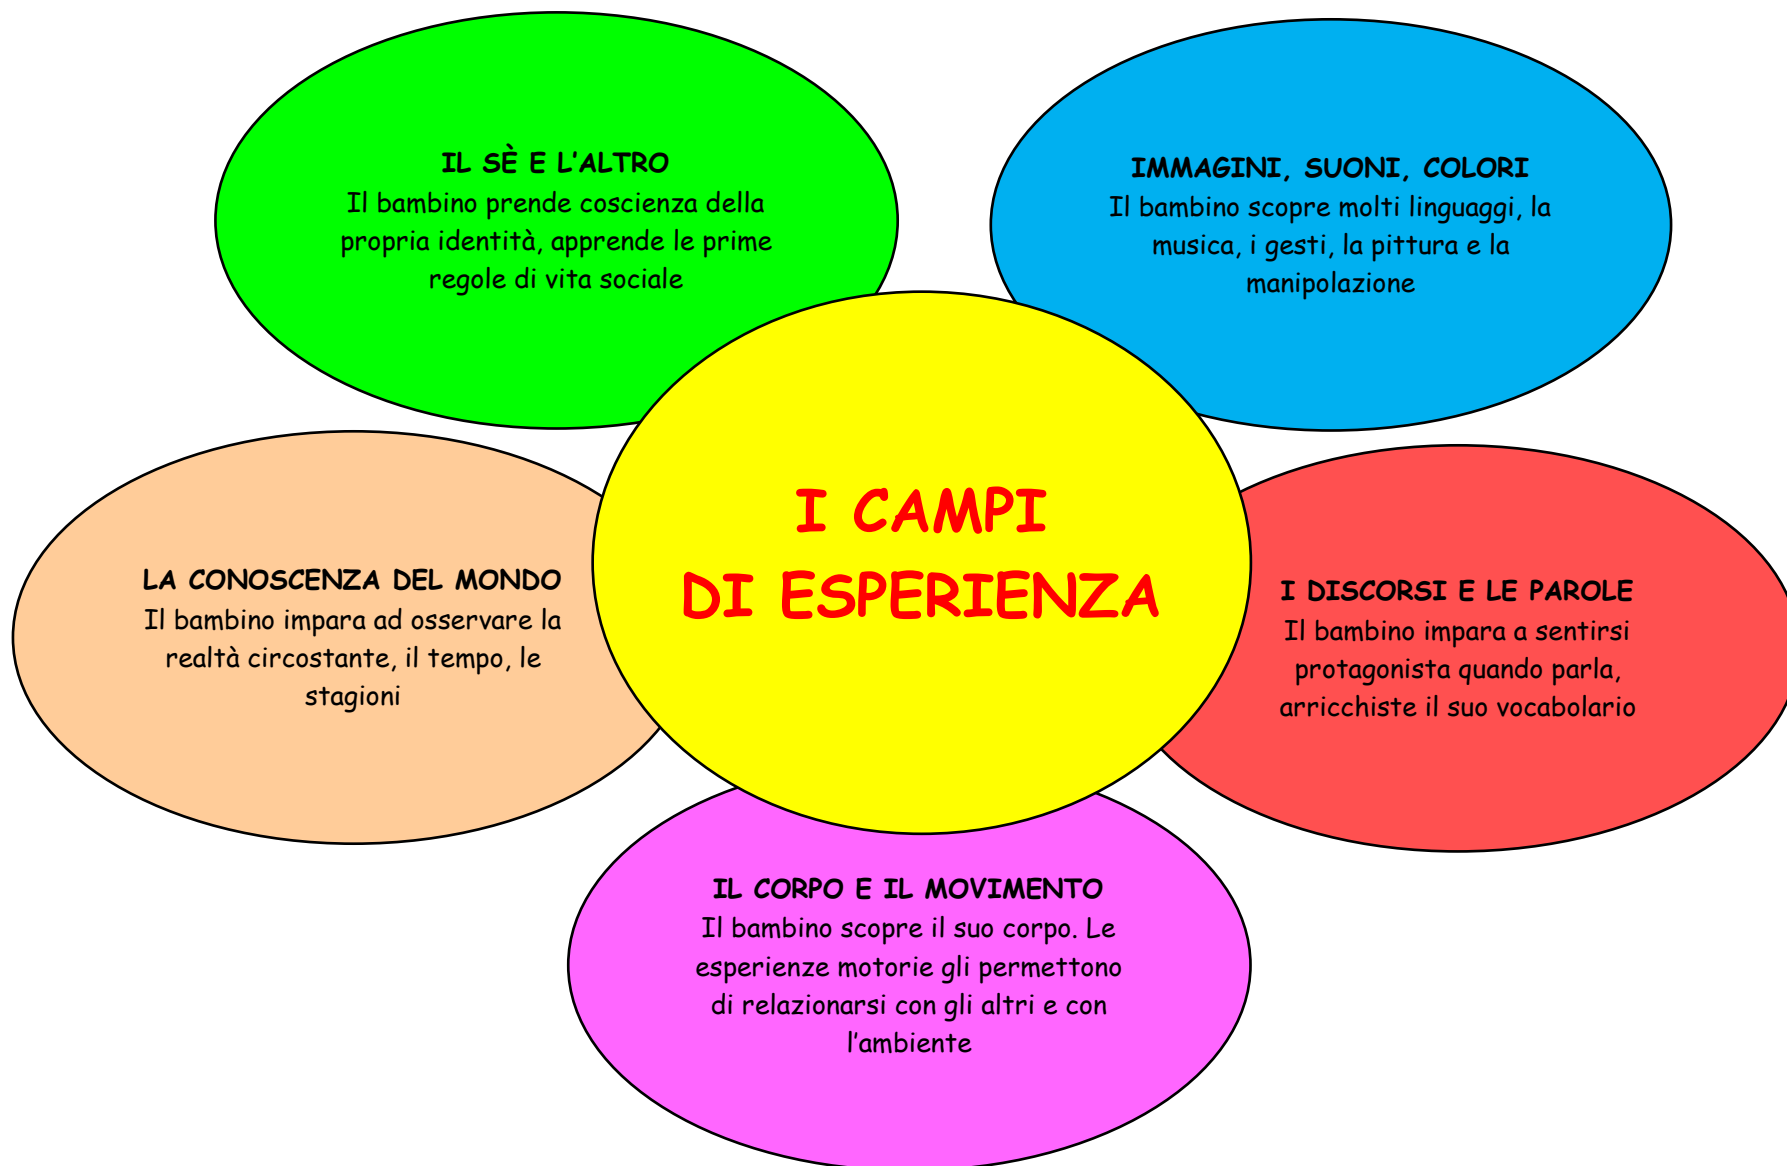 IL SÈ E L'ALTRO
Il bambino prende coscienza della
propria identità, apprende le prime
regole di vita sociale
IMMAGINI, SUONI, COLORI
Il bambino scopre molti linguaggi, la
musica, i gesti, la pittura e la
manipolazione
I CAMPI
DI ESPERIENZA
LA CONOSCENZA DEL MONDO
Il bambino impara ad osservare la
realtà circostante, il tempo, le
stagioni
I DISCORSI E LE PAROLE
Il bambino impara a sentirsi
protagonista quando parla,
arricchiste il suo vocabolario
IL CORPO E IL MOVIMENTO
Il bambino scopre il suo corpo. Le
esperienze motorie gli permettono
di relazionarsi con gli altri e con
l'ambiente